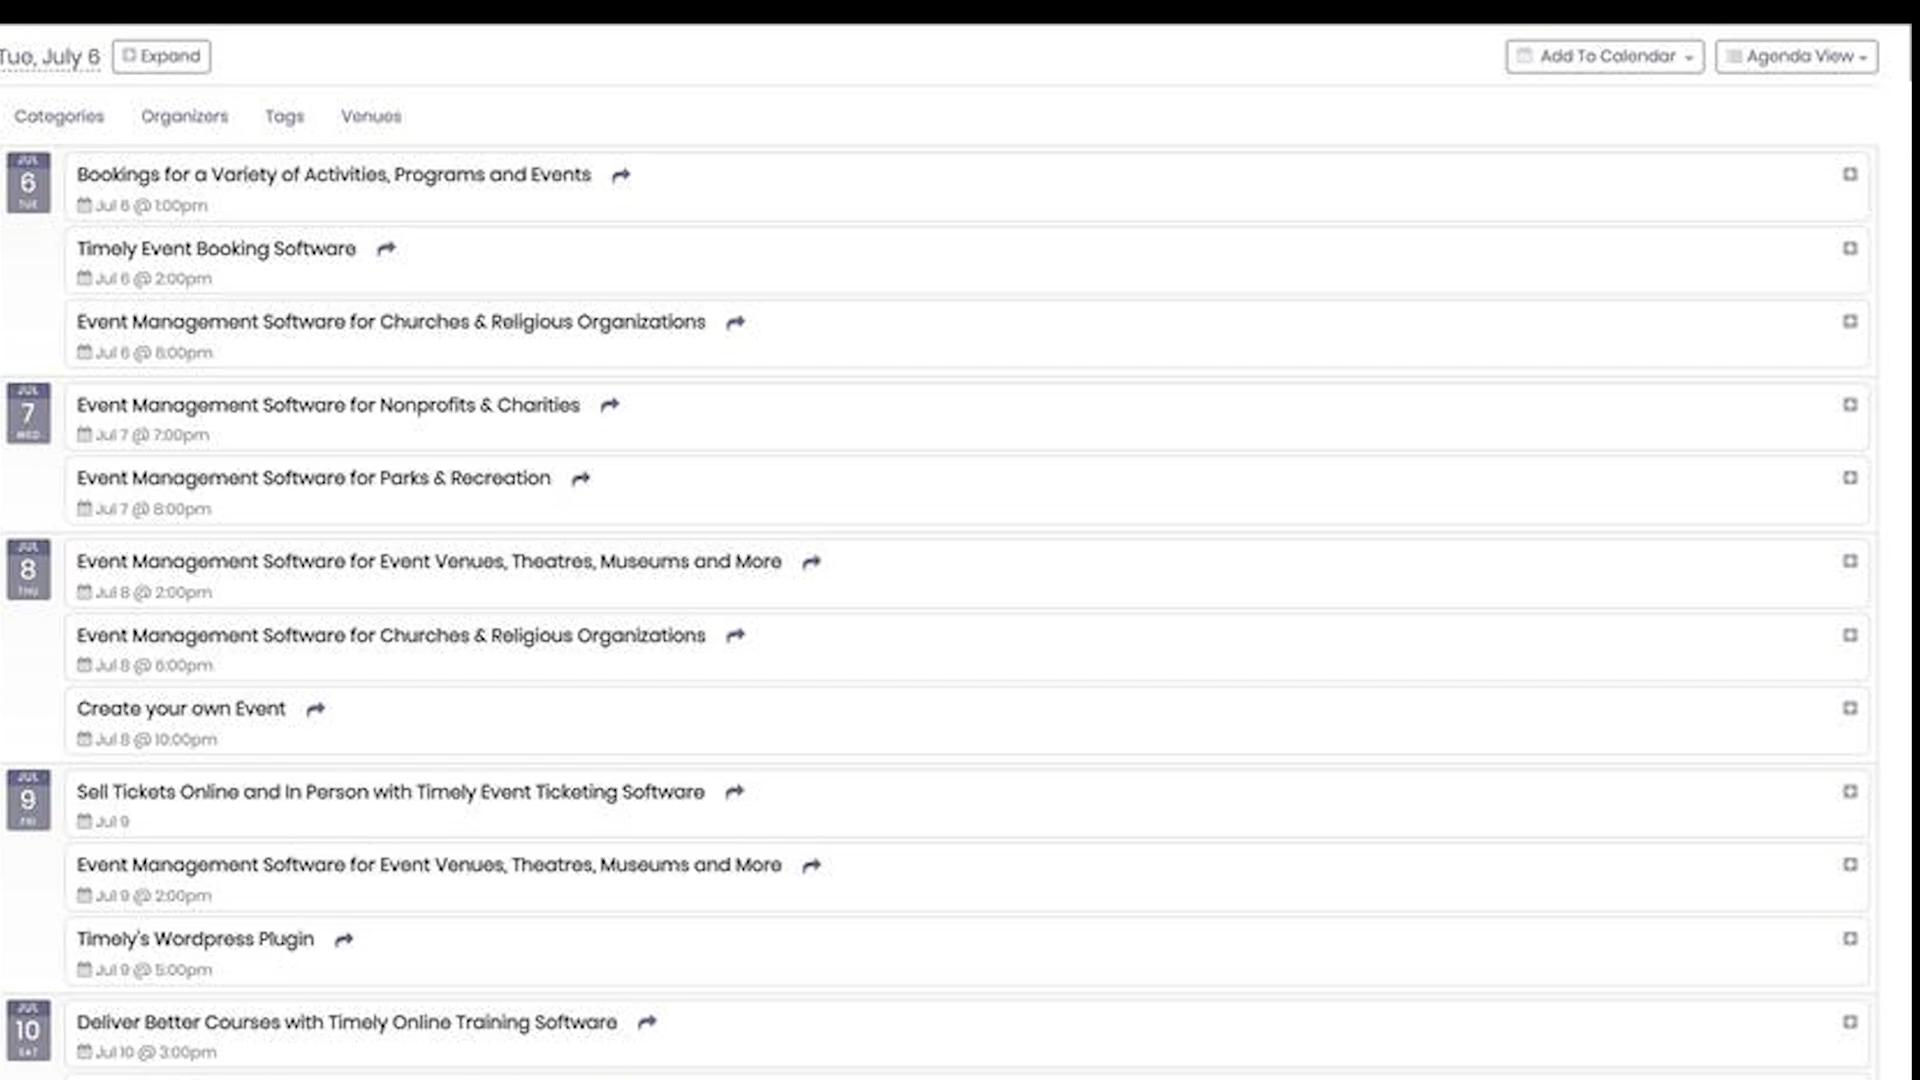 Tue, July 6
Expand
Add To Calendar
Agenda View
Categories
Organizers
Tags
Venues
JUL
6
TUE
Bookings for a Variety of Activities, Programs and Events
Jul 6 @ 1:00pm
Timely Event Booking Software
Jul 6 @ 2:00pm
Event Management Software for Churches & Religious Organizations
Jul 6 @ 6:00pm
JUL
7
WED
Event Management Software for Nonprofits & Charities
Jul 7 @ 7:00pm
Event Management Software for Parks & Recreation
Jul 7 @ 8:00pm
JUL
8
THU
Event Management Software for Event Venues, Theatres, Museums and More
Jul 8 @ 2:00pm
Event Management Software for Churches & Religious Organizations
Jul 8 @ 6:00pm
Create your own Event
Jul 8 @ 10:00pm
JUL
9
FRI
Sell Tickets Online and In Person with Timely Event Ticketing Software
Jul 9
Event Management Software for Event Venues, Theatres, Museums and More
Jul 9 @ 2:00pm
Timely's Wordpress Plugin
Jul 9 @ 5:00pm
JUL
10
SAT
Deliver Better Courses with Timely Online Training Software
Jul 10 @ 3:00pm